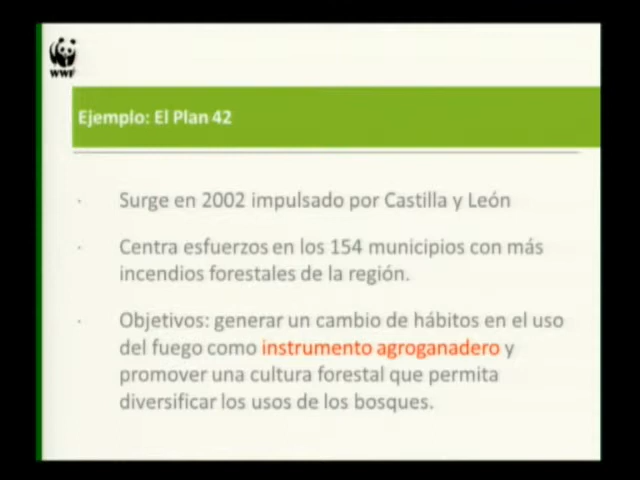 WWF
Ejemplo: El Plan 42
· Surge en 2002 impulsado por Castilla y León
· Centra esfuerzos en los 154 municipios con más
incendios forestales de la región.
· Objetivos: generar un cambio de hábitos en el uso
del fuego como instrumento agroganadero y
promover una cultura forestal que permita
diversificar los usos de los bosques.